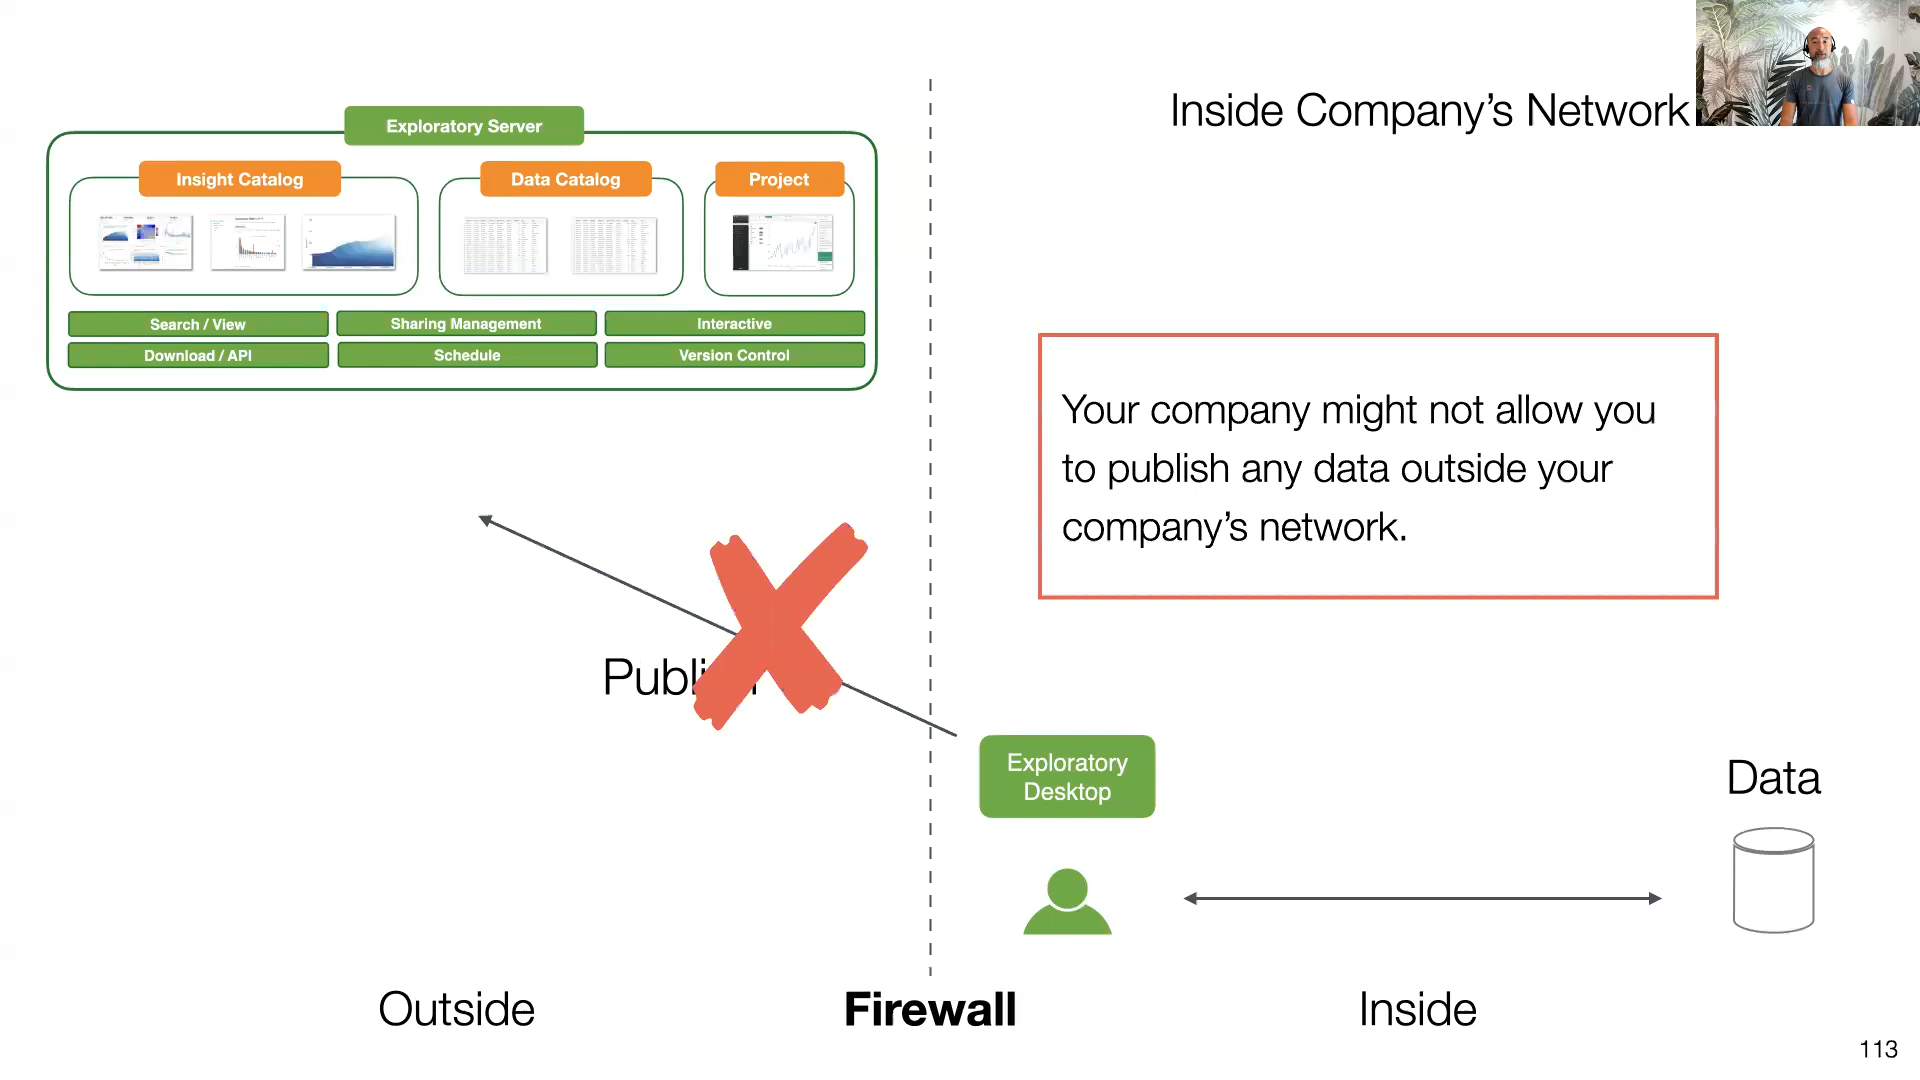 Inside Company’s Network
Exploratory Server
Insight Catalog
Data Catalog
Project
Search / View
Sharing Management
Interactive
Download / API
Schedule
Version Control
Your company might not allow you
to publish any data outside your
company’s network.
Exploratory
Desktop
Data
Outside
Firewall
Inside
113